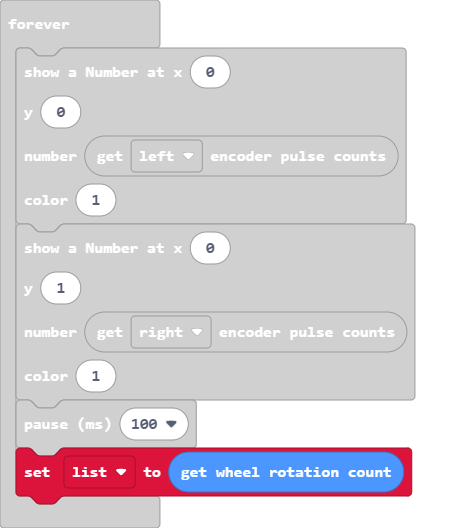 forever
show a Number at x 0
y 0
number get left encoder pulse counts
color 1
show a Number at x 0
y 1
number get right encoder pulse counts
color 1
pause (ms) 100
set list to get wheel rotation count